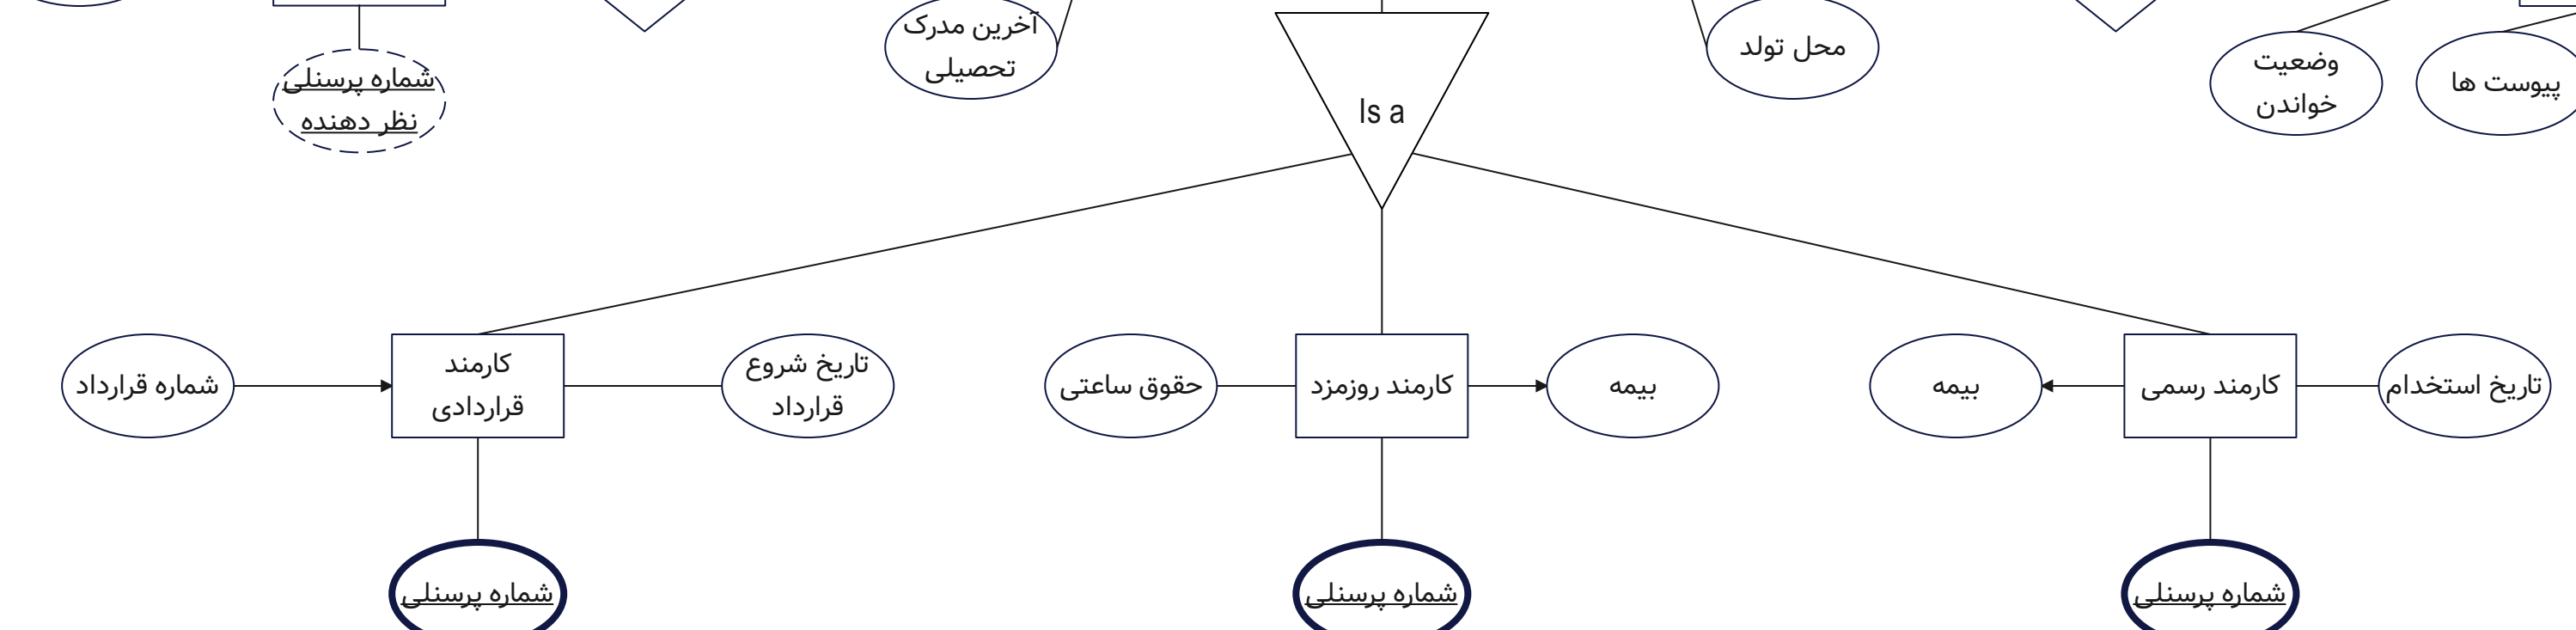 آخرین مدرک
تحصیلی
محل تولد
وضعیت
خواندن
پیوست ها
شماره پرسنلی
نظر دهنده
Is a
کارمند
قراردادی
شماره قرارداد
تاریخ شروع
قرارداد
حقوق ساعتی
کارمند روزمزد
بیمه
بیمه
کارمند رسمی
تاریخ استخدام
شماره پرسنلی
شماره پرسنلی
شماره پرسنلی